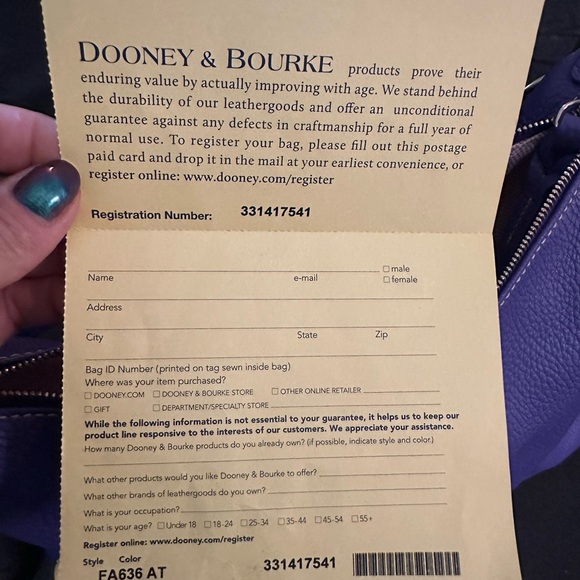 DOONEY & BOURKE products prove their
enduring value by actually improving with age. We stand behind
the durability of our leathergoods and offer an unconditional
guarantee against any defects in craftmanship for a full year of
normal use. To register your bag, please fill out this postage
paid card and drop it in the mail at your earliest convenience, or
register online: www.dooney.com/register
Registration Number: 331417541
☐ male
Name e-mail ☐ female
Address
City State Zip
Bag ID Number (printed on tag sewn inside bag)
Where was your item purchased?
☐ DOONEY.COM ☐ DOONEY & BOURKE STORE ☐ OTHER ONLINE RETAILER
☐ GIFT ☐ DEPARTMENT/SPECIALTY STORE
While the following information is not essential to your guarantee, it helps us to keep our
product line responsive to the interests of our customers. We appreciate your assistance.
How many Dooney & Bourke products do you already own? (if possible, indicate style and color.)
What other products would you like Dooney & Bourke to offer?
What other brands of leathergoods do you own?
What is your occupation?
What is your age? ☐ Under 18 ☐ 18-24 ☐ 25-34 ☐ 35-44 ☐ 45-54 ☐ 55+
Register online: www.dooney.com/register
Style Color 331417541
FA636 AT